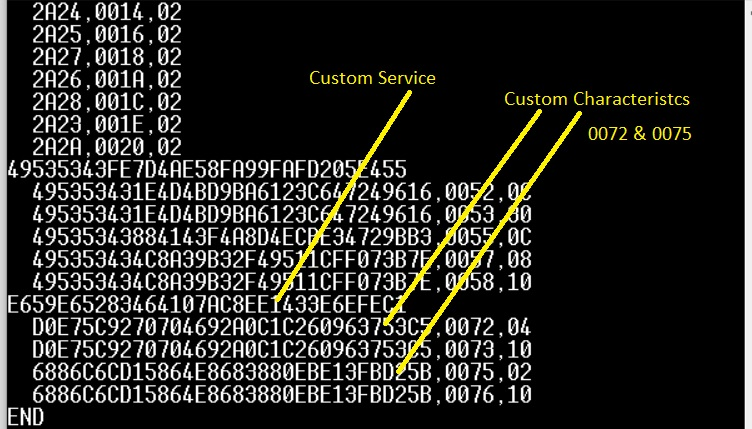 2A24,0014,02
2A25,0016,02
2A27,0018,02
2A26,001A,02
Custom Service
2A28,001C,02
Custom Characteristcs
2A23,001E,02
0072 & 0075
2A2A,0020,02
49535343FE7D4AE58FA99FAFD205E455
495353431E4D4BD9BA6123C647249616,0052,0C
495353431E4D4BD9BA6123C647249616,0053,30
49535343884143F4A8D4ECBE34729BB3,0055,0C
495353434C8A39B32F49511CFF073B7E,0057,08
495353434C8A39B32F49511CFF073B7E,0058,10
E659E65283464107AC8EE1433E6EFEC1
D0E75C9270704692A0C1C260963753C5,0072,04
D0E75C9270704692A0C1C260963753C5,0073,10
6886C6CD15864E8683880EBE13FBD25B,0075,02
6886C6CD15864E8683880EBE13FBD25B,0076,10
END